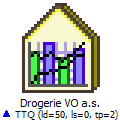 Drogerie VO a.s.
TTQ (ld=50, ls=0, tp=2)